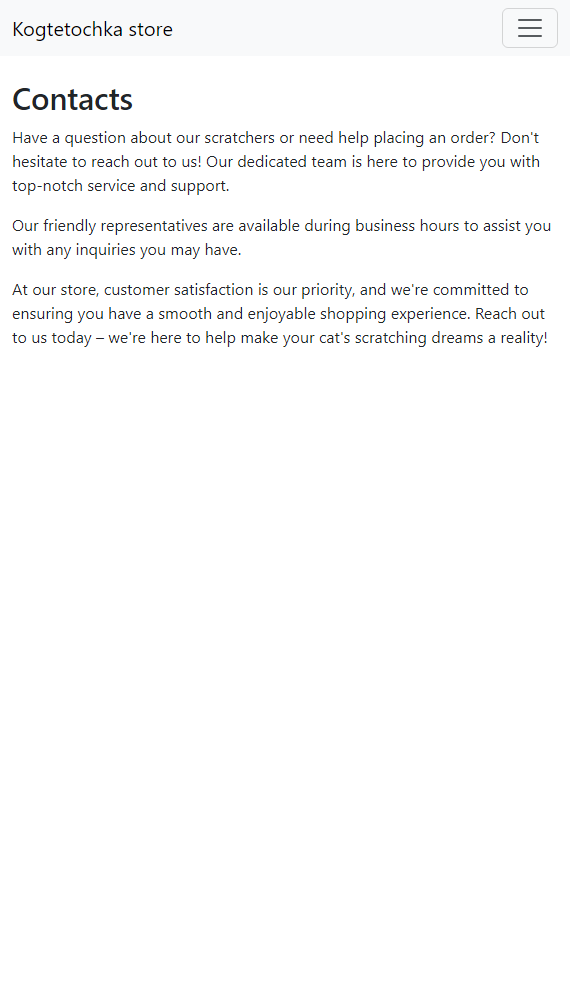 Kogtetochka store
Contacts
Have a question about our scratchers or need help placing an order? Don't
hesitate to reach out to us! Our dedicated team is here to provide you with
top-notch service and support.
Our friendly representatives are available during business hours to assist you
with any inquiries you may have.
At our store, customer satisfaction is our priority, and we're committed to
ensuring you have a smooth and enjoyable shopping experience. Reach out
to us today – we're here to help make your cat's scratching dreams a reality!